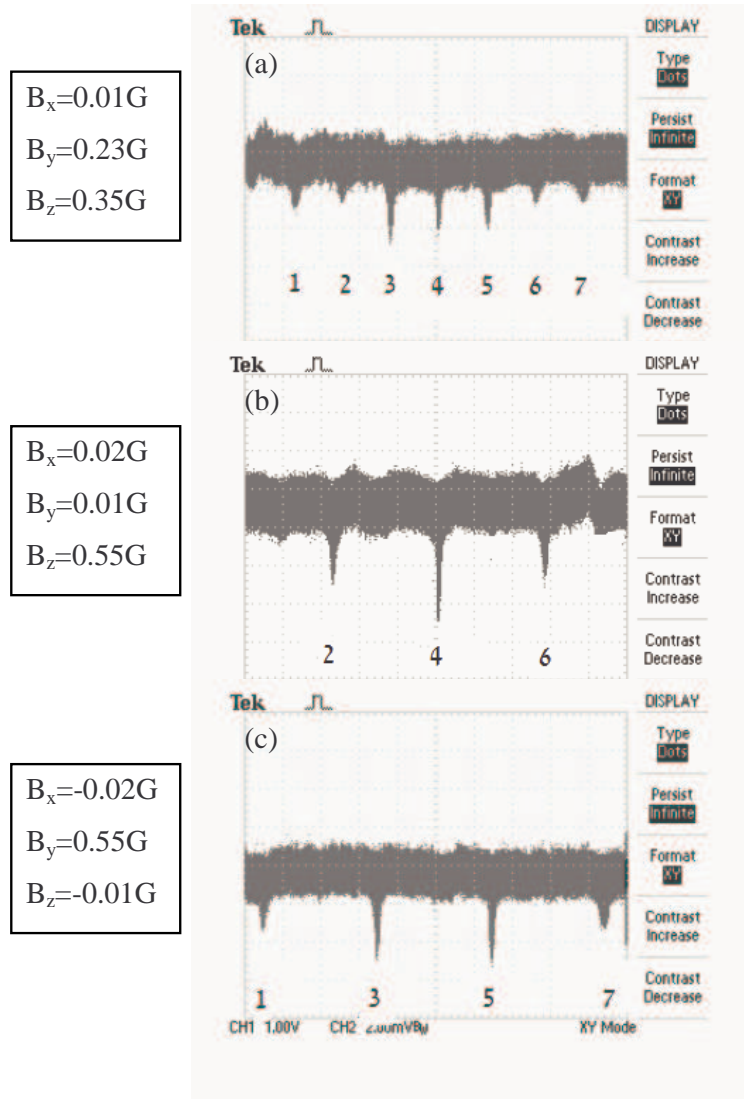 Tek
DISPLAY
(a)
Type
Dots
Persist
Infinite
Format
XY
Contrast
Increase
Contrast
Decrease
Bx=0.01G
By=0.23G
Bz=0.35G
1 2 3 4 5 6 7
Tek
DISPLAY
(b)
Type
Dots
Persist
Infinite
Format
XY
Contrast
Increase
Contrast
Decrease
Bx=0.02G
By=0.01G
Bz=0.55G
2 4 6
Tek
DISPLAY
(c)
Type
Dots
Persist
Infinite
Format
XY
Contrast
Increase
Contrast
Decrease
Bx=-0.02G
By=0.55G
Bz=-0.01G
1 3 5 7
CH1 1.00V CH2 XY Mode